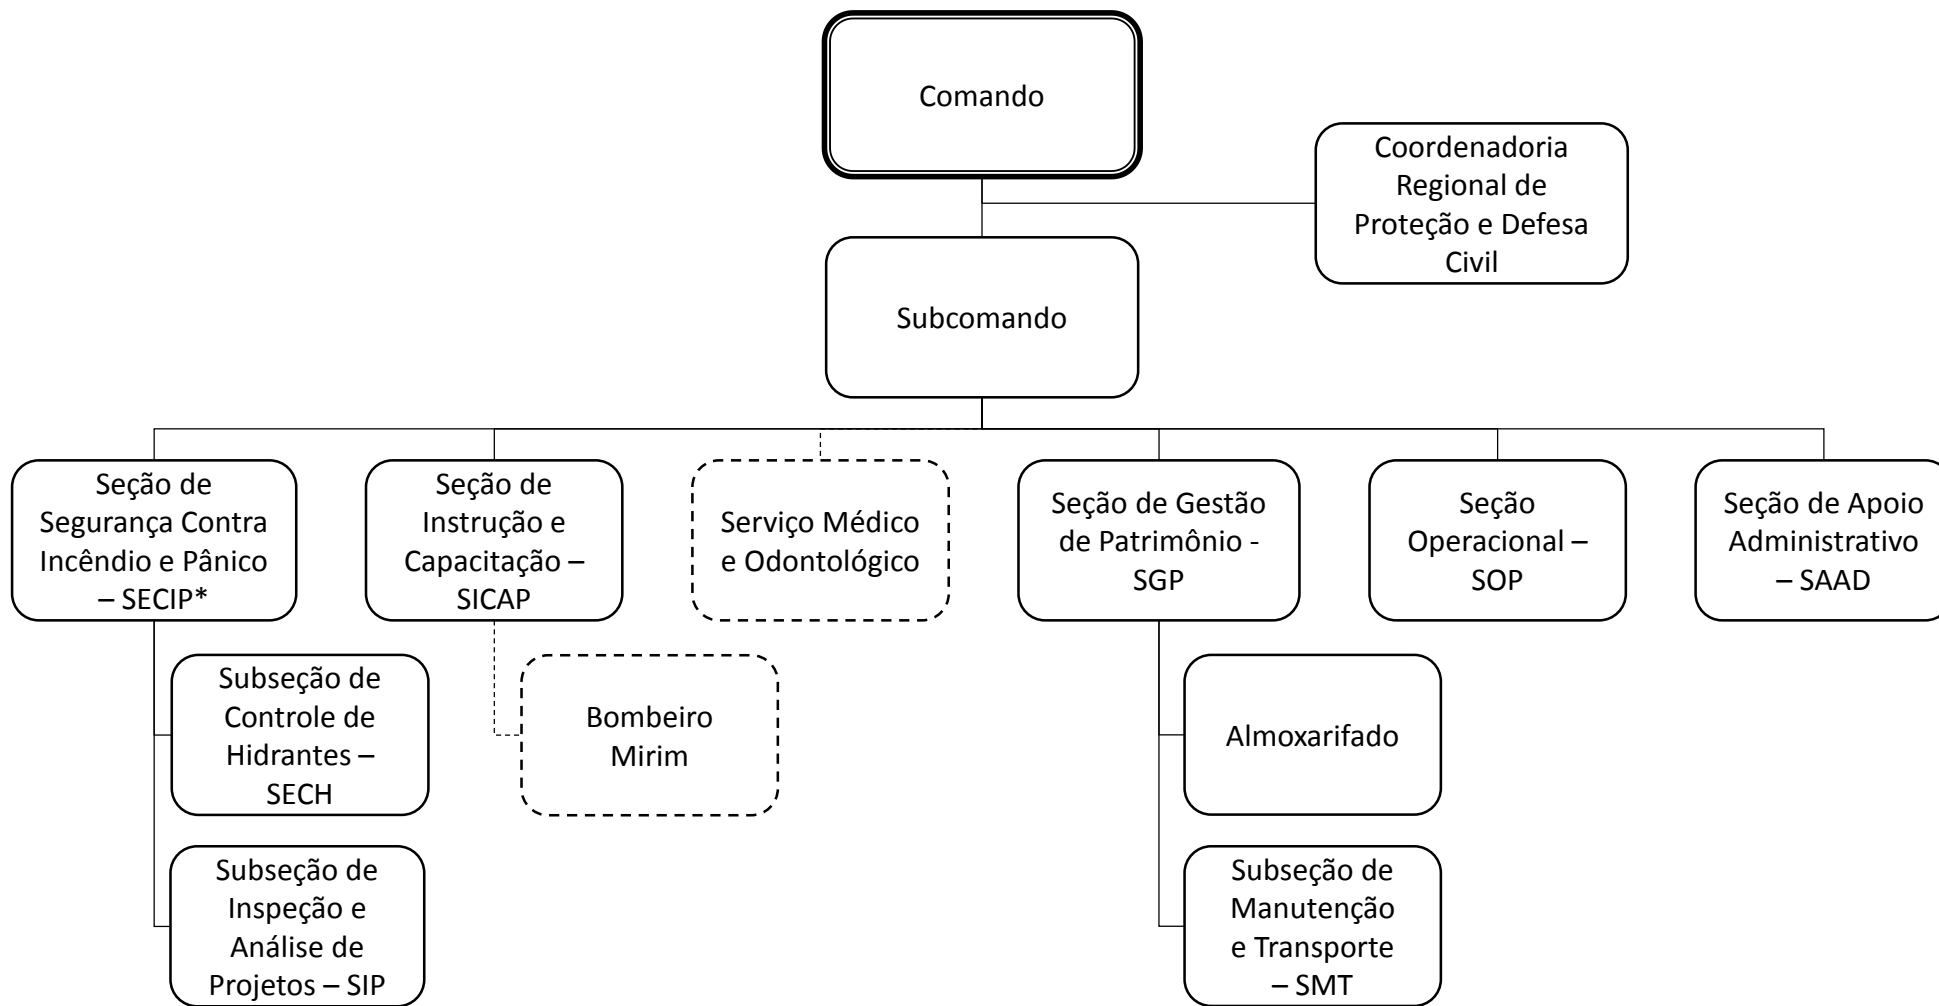 Comando
Coordenadoria
Regional de
Proteção e Defesa
Civil
Subcomando
Seção de
Segurança Contra
Incêndio e Pânico
– SECIP*
Seção de
Instrução e
Capacitação –
SICAP
Serviço Médico
e Odontológico
Seção de Gestão
de Patrimônio -
SGP
Seção
Operacional –
SOP
Seção de Apoio
Administrativo
– SAAD
Subseção de
Controle de
Hidrantes –
SECH
Bombeiro
Mirim
Almoxarifado
Subseção de
Inspeção e
Análise de
Projetos – SIP
Subseção de
Manutenção
e Transporte
– SMT